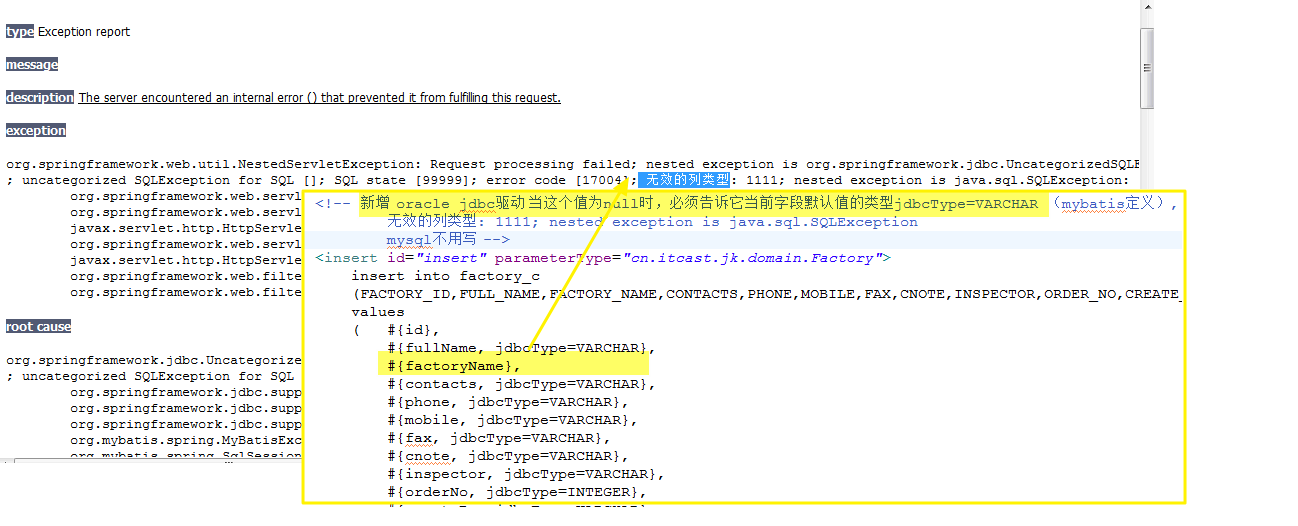 type Exception report
message
description The server encountered an internal error () that prevented it from fulfilling this request.
exception
org.springframework.web.util.NestedServletException: Request processing failed; nested exception is org.springframework.jdbc.UncategorizedSQLE
; uncategorized SQLException for SQL []; SQL state [99999]; error code [17004]; 无效的列类型: 1111; nested exception is java.sql.SQLException:
org.springframework.web.servl
org.springframework.web.servl
javax.servlet.http.HttpServle
org.springframework.web.servl
javax.servlet.http.HttpServle
org.springframework.web.filte
org.springframework.web.filte
root cause
org.springframework.jdbc.Uncategorize
; uncategorized SQLException for SQL
org.springframework.jdbc.supp
org.springframework.jdbc.supp
org.springframework.jdbc.supp
org.mybatis.spring.MyBatisExc
org.mybatis.spring.SqlSession
<!-- 新增 oracle jdbc驱动 当这个值为null时，必须告诉它当前字段默认值的类型jdbcType=VARCHAR （mybatis定义）,
无效的列类型: 1111; nested exception is java.sql.SQLException
mysql不用写 -->
<insert id="insert" parameterType="cn.itcast.jk.domain.Factory">
insert into factory_c
(FACTORY_ID,FULL_NAME,FACTORY_NAME,CONTACTS,PHONE,MOBILE,FAX,CNOTE,INSPECTOR,ORDER_NO,CREATE_
values
( #{id},
#{fullName, jdbcType=VARCHAR},
#{factoryName},
#{contacts, jdbcType=VARCHAR},
#{phone, jdbcType=VARCHAR},
#{mobile, jdbcType=VARCHAR},
#{fax, jdbcType=VARCHAR},
#{cnote, jdbcType=VARCHAR},
#{inspector, jdbcType=VARCHAR},
#{orderNo, jdbcType=INTEGER},